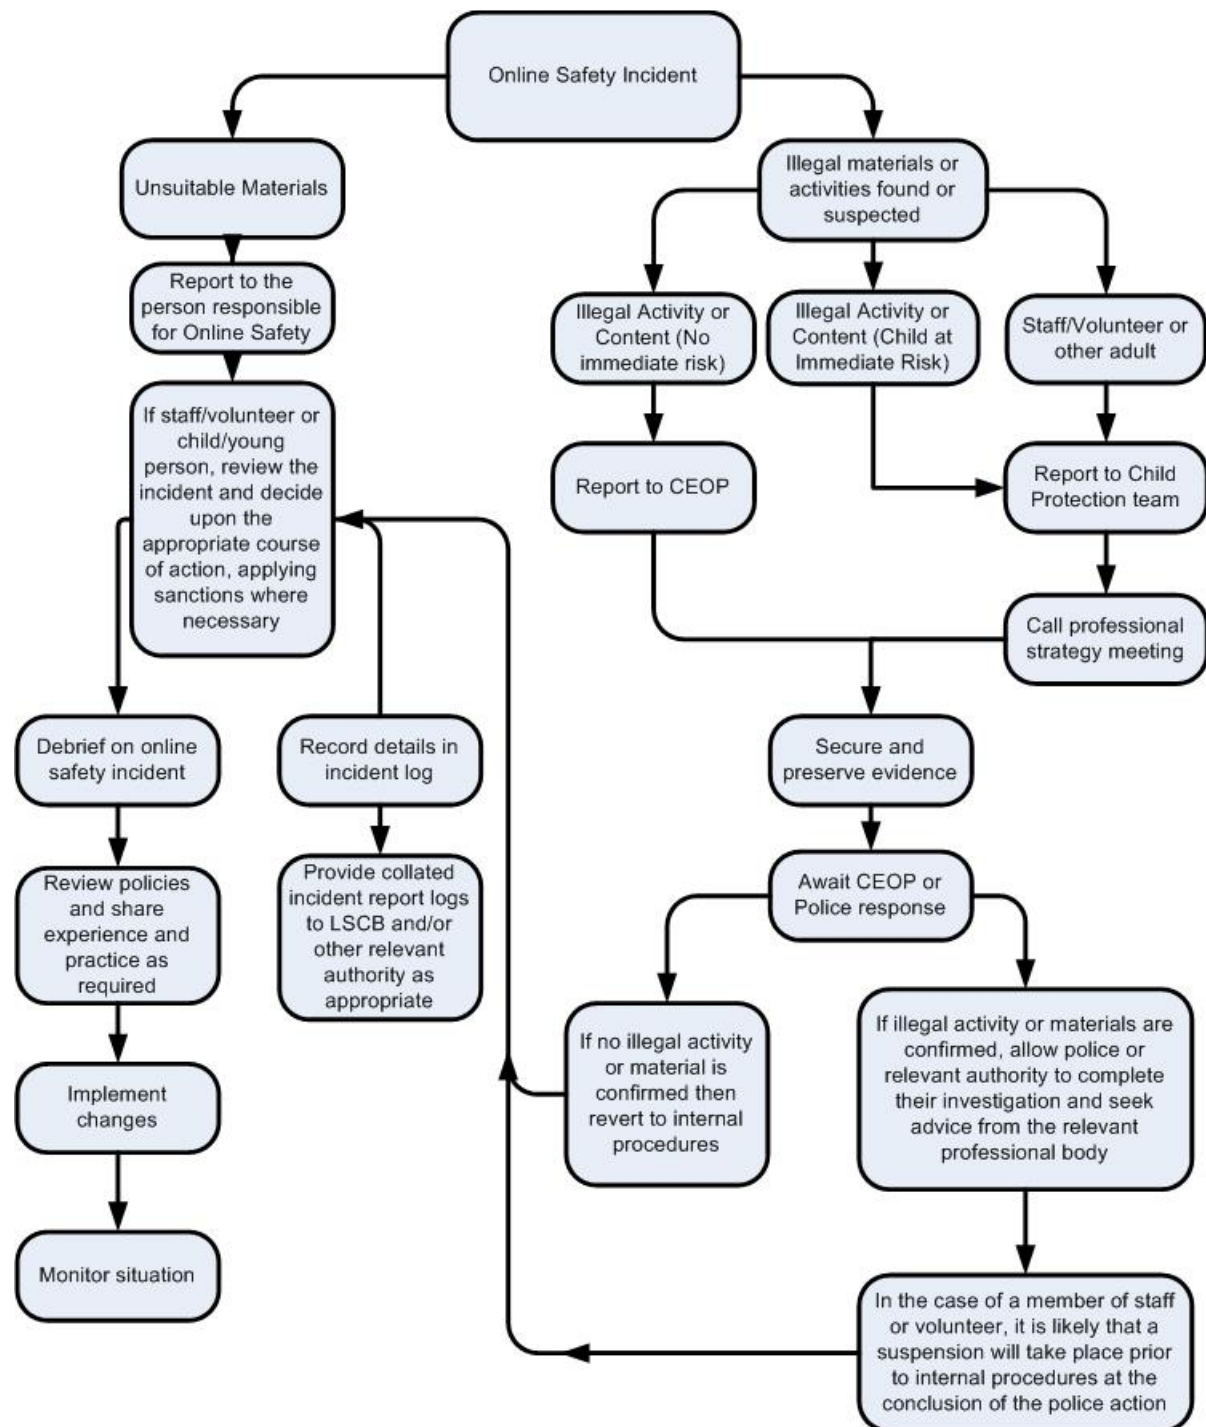 Online Safety Incident
Unsuitable Materials
Illegal materials or
activities found or
suspected
Report to the
person responsible
for Online Safety
Illegal Activity or
Content (No
immediate risk)
Illegal Activity or
Content (Child at
Immediate Risk)
Staff/Volunteer or
other adult
If staff/volunteer or
child/young
person, review the
incident and decide
upon the
appropriate course
of action, applying
sanctions where
necessary
Report to CEOP
Report to Child
Protection team
Call professional
strategy meeting
Debrief on online
safety incident
Record details in
incident log
Secure and
preserve evidence
Review policies
and share
experience and
practice as
required
Provide collated
incident report logs
to LSCB and/or
other relevant
authority as
appropriate
Await CEOP or
Police response
If no illegal activity
or material is
confirmed then
revert to internal
procedures
If illegal activity or materials are
confirmed, allow police or
relevant authority to complete
their investigation and seek
advice from the relevant
professional body
Implement
changes
Monitor situation
In the case of a member of staff
or volunteer, it is likely that a
suspension will take place prior
to internal procedures at the
conclusion of the police action